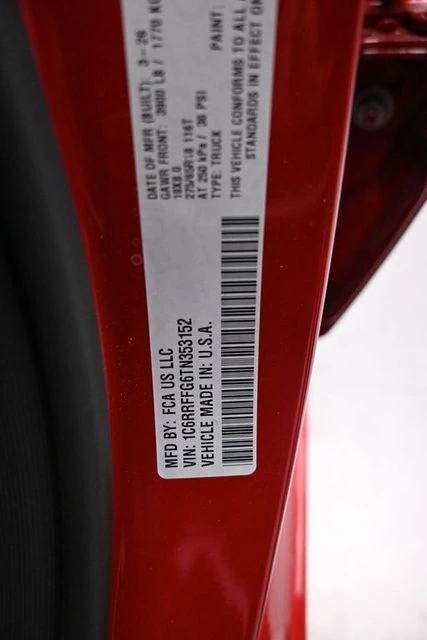 MFD BY: FCA US LLC
VIN: 1C6RRFFG6TN353152
VEHICLE MADE IN: U.S.A.
DATE OF MFR (BUILT): 3-26
GAWR FRONT: 3900 LB / 1770 KG
18X8.0
275/65R18 116T
AT 250 kPa / 36 PSI
TYPE: TRUCK
PAINT:
THIS VEHICLE CONFORMS TO ALL
STANDARDS IN EFFECT ON